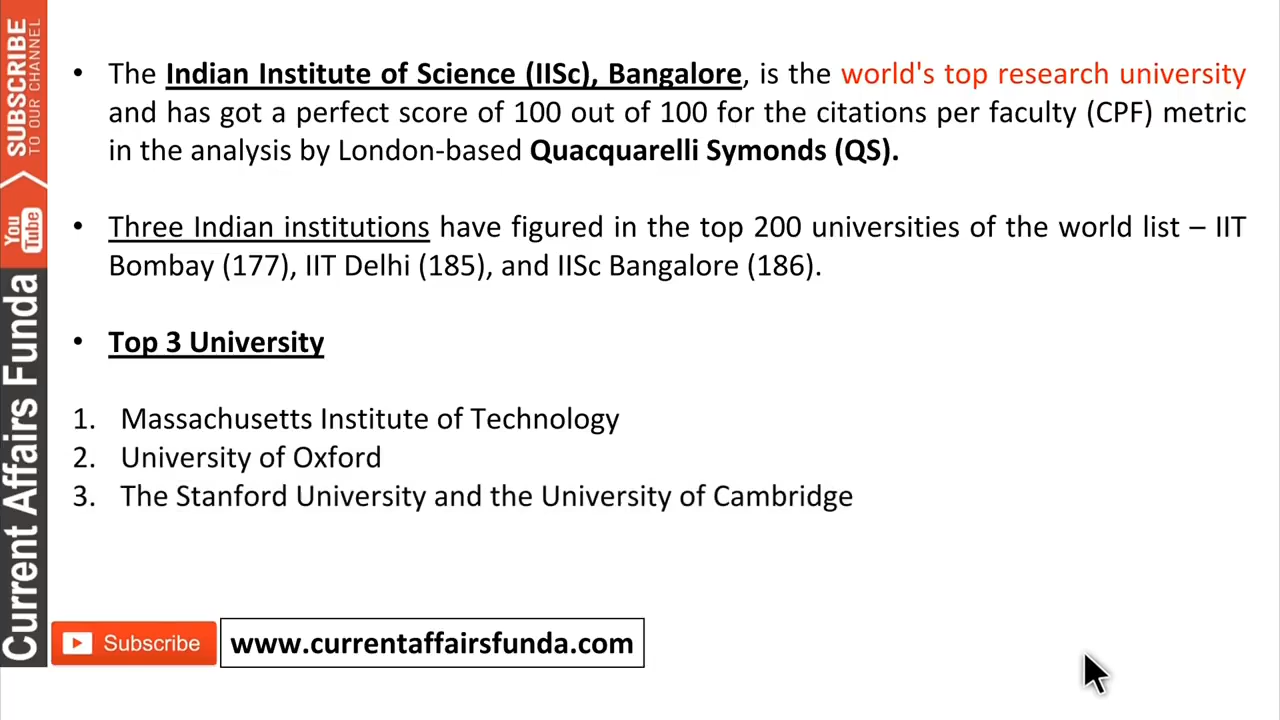 • The Indian Institute of Science (IISc), Bangalore, is the world's top research university
and has got a perfect score of 100 out of 100 for the citations per faculty (CPF) metric
in the analysis by London-based Quacquarelli Symonds (QS).
• Three Indian institutions have figured in the top 200 universities of the world list – IIT
Bombay (177), IIT Delhi (185), and IISc Bangalore (186).
• Top 3 University
1. Massachusetts Institute of Technology
2. University of Oxford
3. The Stanford University and the University of Cambridge
SUBSCRIBE
TO OUR CHANNEL
You
Tube
Current Affairs Funda
Subscribe
www.currentaffairsfunda.com